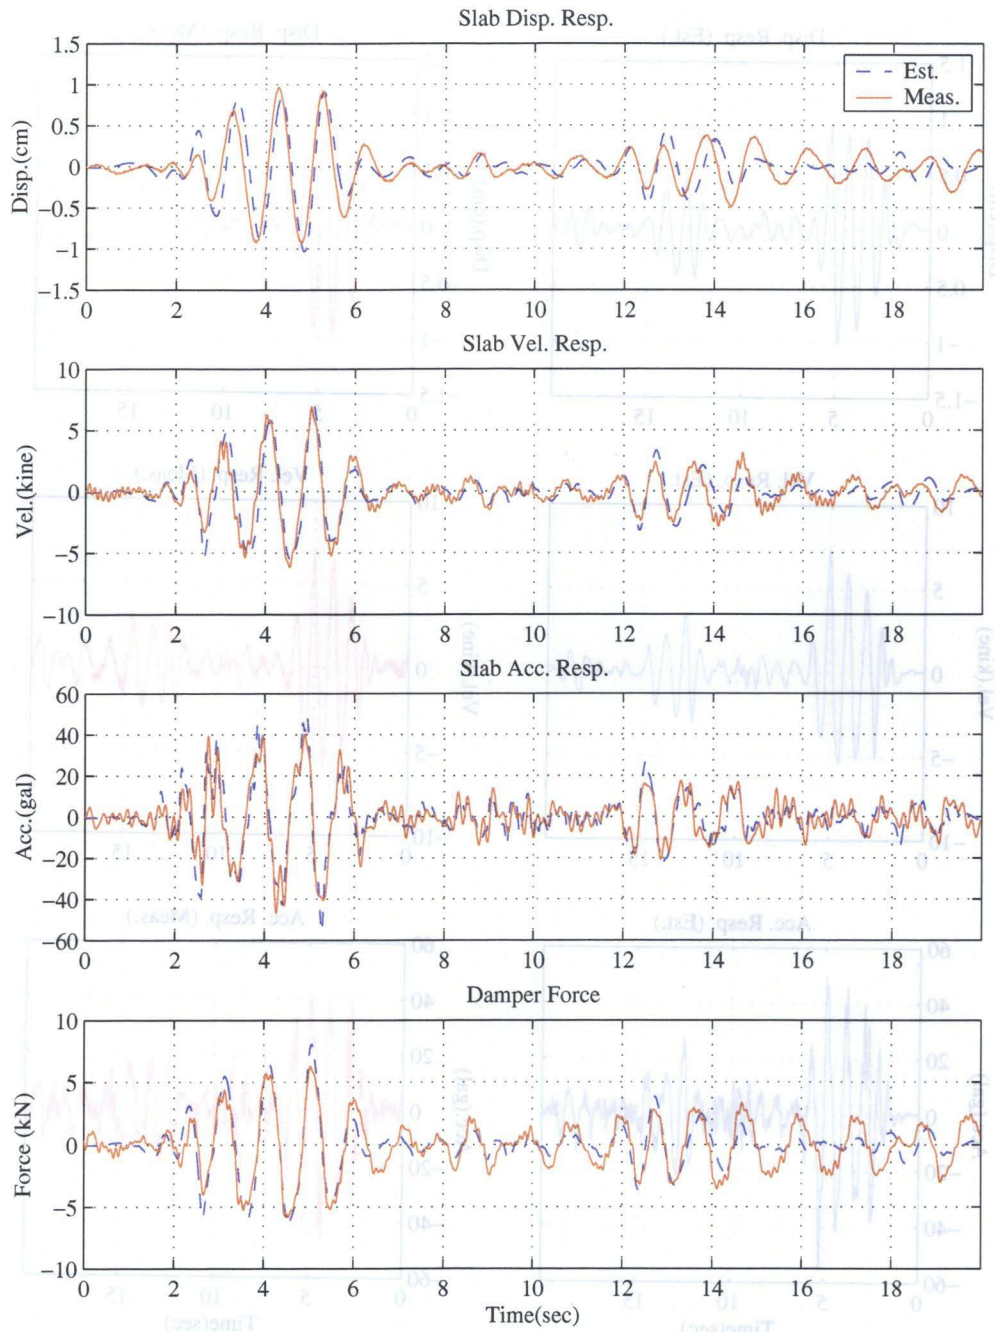 Slab Disp. Resp.
1.5
1
0.5
0
−0.5
−1
−1.5
Disp.(cm)
Est.
Meas.
0 2 4 6 8 10 12 14 16 18
Slab Vel. Resp.
10
5
0
−5
−10
Vel.(kine)
0 2 4 6 8 10 12 14 16 18
Slab Acc. Resp.
60
40
20
0
−20
−40
−60
Acc.(gal)
0 2 4 6 8 10 12 14 16 18
Damper Force
10
5
0
−5
−10
Force (kN)
0 2 4 6 8 10 12 14 16 18
Time(sec)